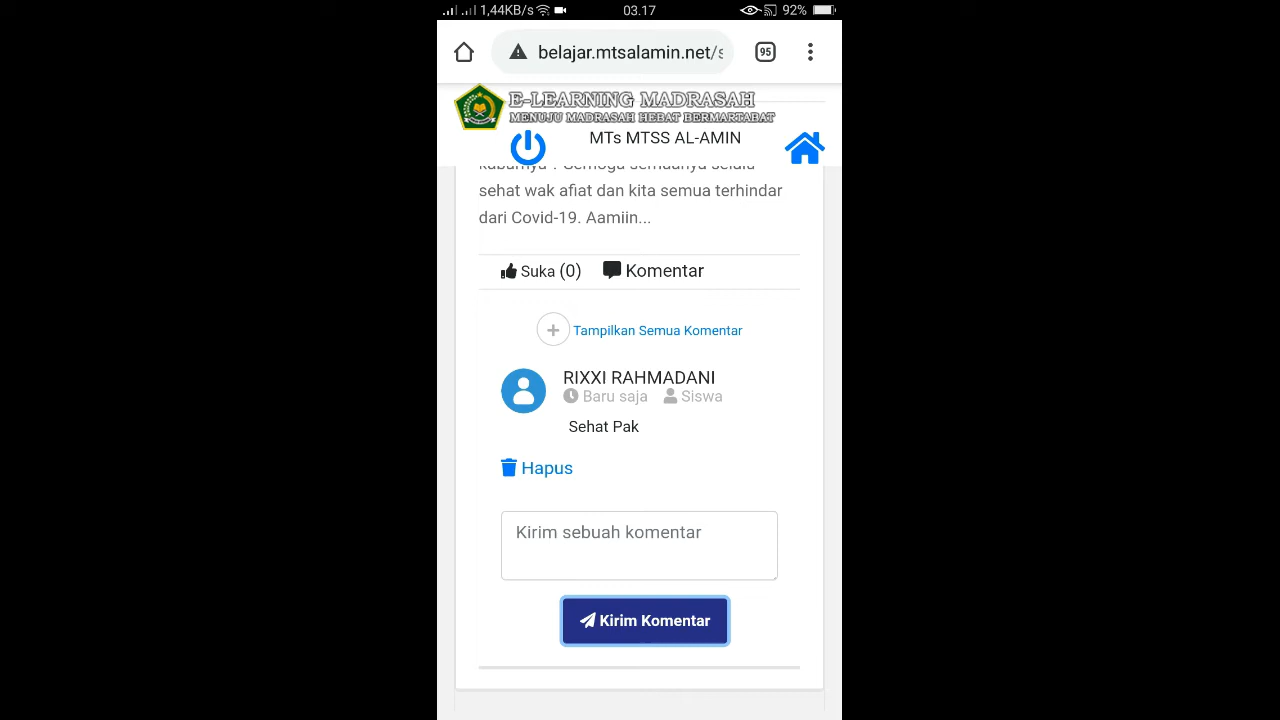 1,44KB/s 03.17 92%
belajar.mtsalamin.net/s 95
E-LEARNING MADRASAH
MENUJU MADRASAH HEBAT BERMARTABAT
MTs MTSS AL-AMIN
sehat wak afiat dan kita semua terhindar
dari Covid-19. Aamiin...
Suka (0) Komentar
Tampilkan Semua Komentar
RIXXI RAHMADANI
Baru saja Siswa
Sehat Pak
Hapus
Kirim sebuah komentar
Kirim Komentar